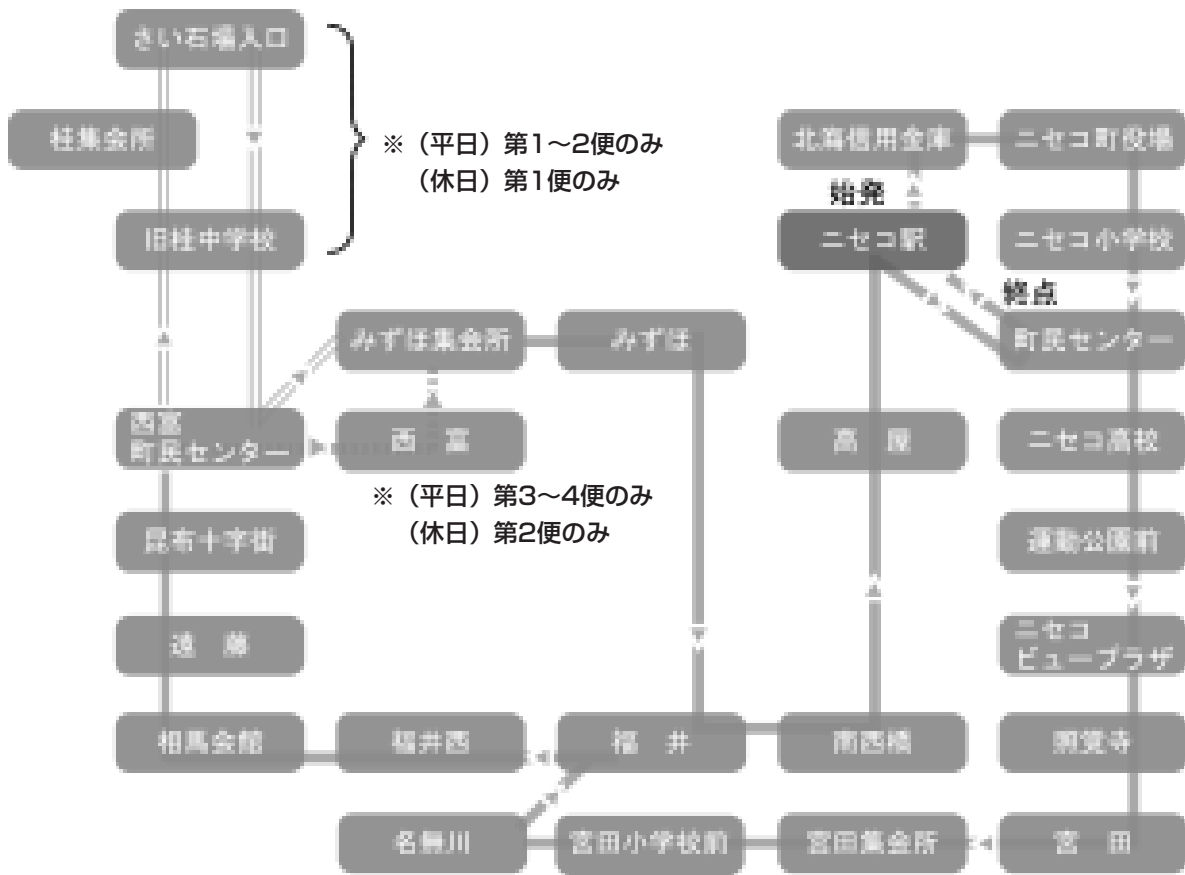 さい石場入口
桂集会所
※（平日）第1〜2便のみ
（休日）第1便のみ
旧桂中学校
北海信用金庫
ニセコ町役場
始発
ニセコ駅
ニセコ小学校
終点
町民センター
みずほ集会所
みずほ
西富
町民センター
西　富
高　屋
ニセコ高校
※（平日）第3〜4便のみ
（休日）第2便のみ
昆布十字街
運動公園前
遠　藤
ニセコ
ビュープラザ
相馬会館
福井西
福　井
南西橋
照覚寺
名無川
宮田小学校前
宮田集会所
宮　田